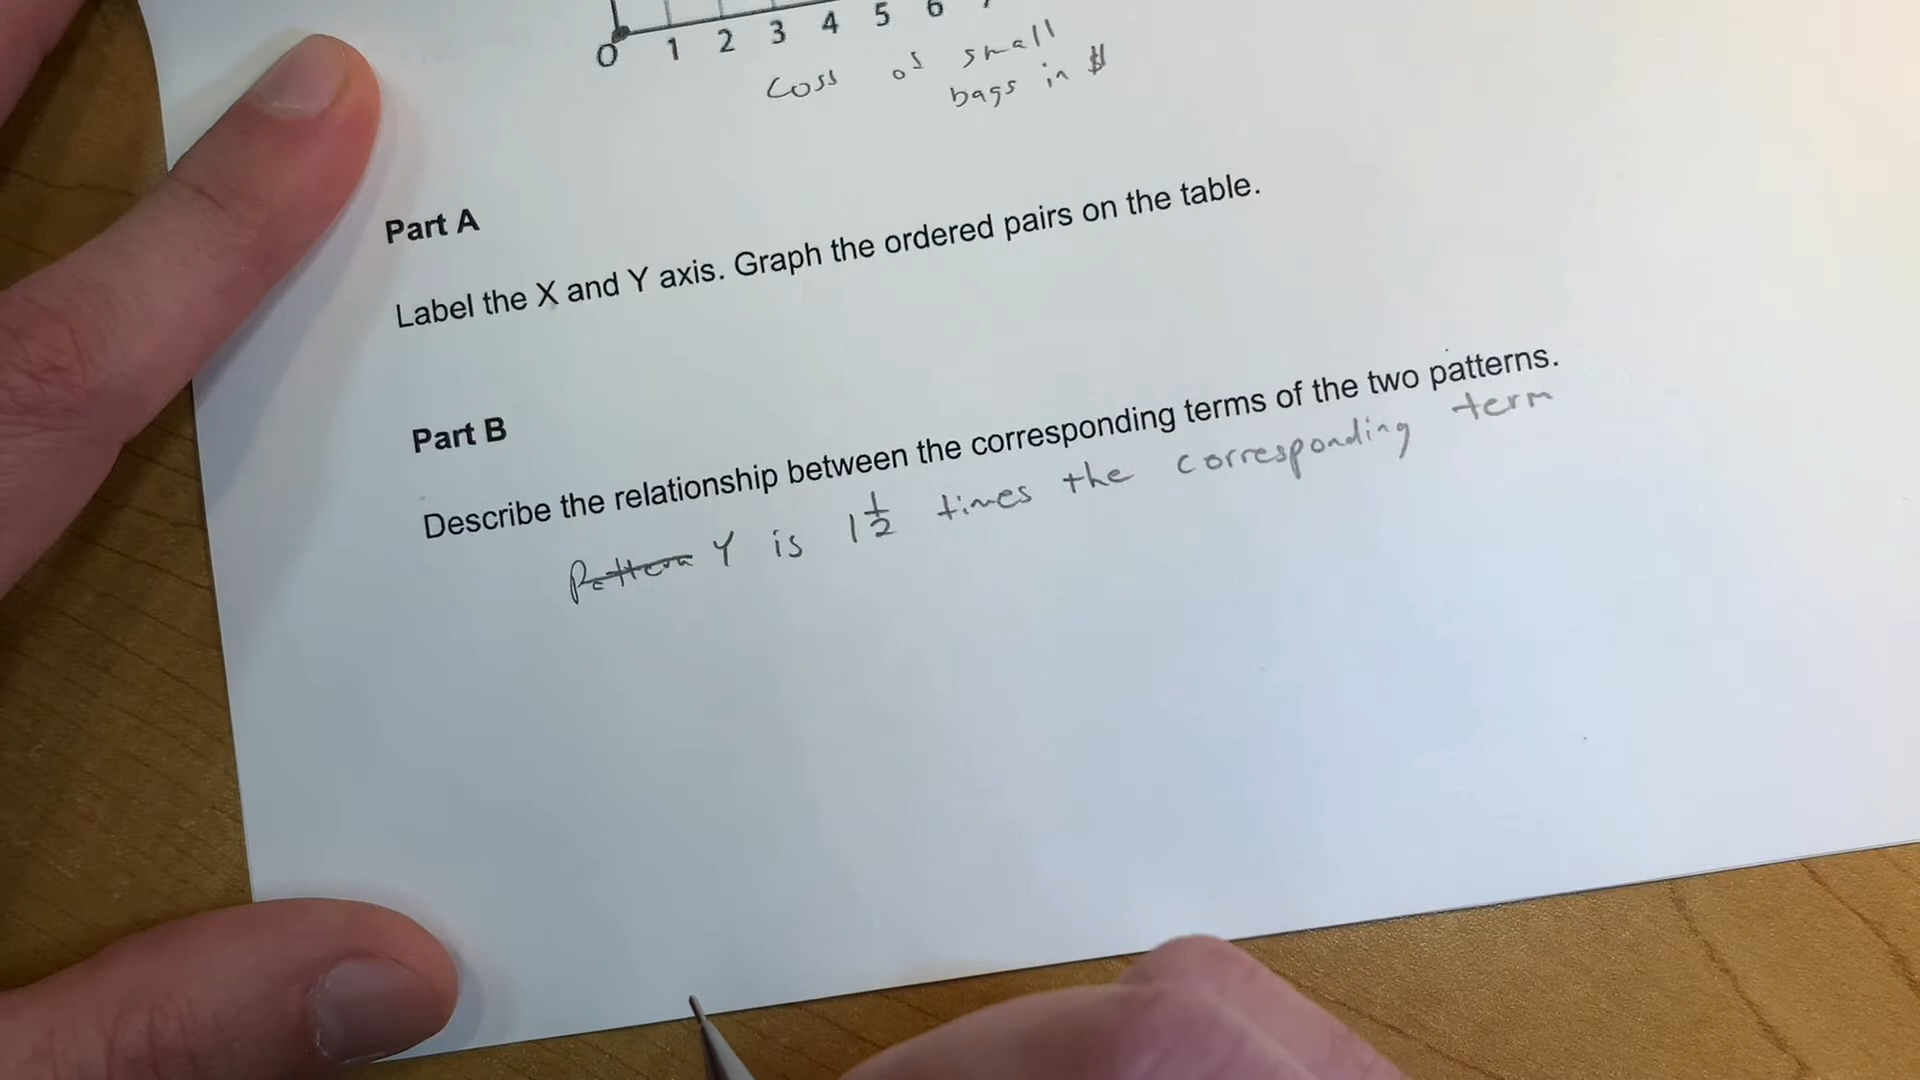 0 1 2 3 4 5 6
Coss of small
bags in $
Part A
Label the X and Y axis. Graph the ordered pairs on the table.
Part B
Describe the relationship between the corresponding terms of the two patterns.
Pattern Y is 1 1/2 times the corresponding term